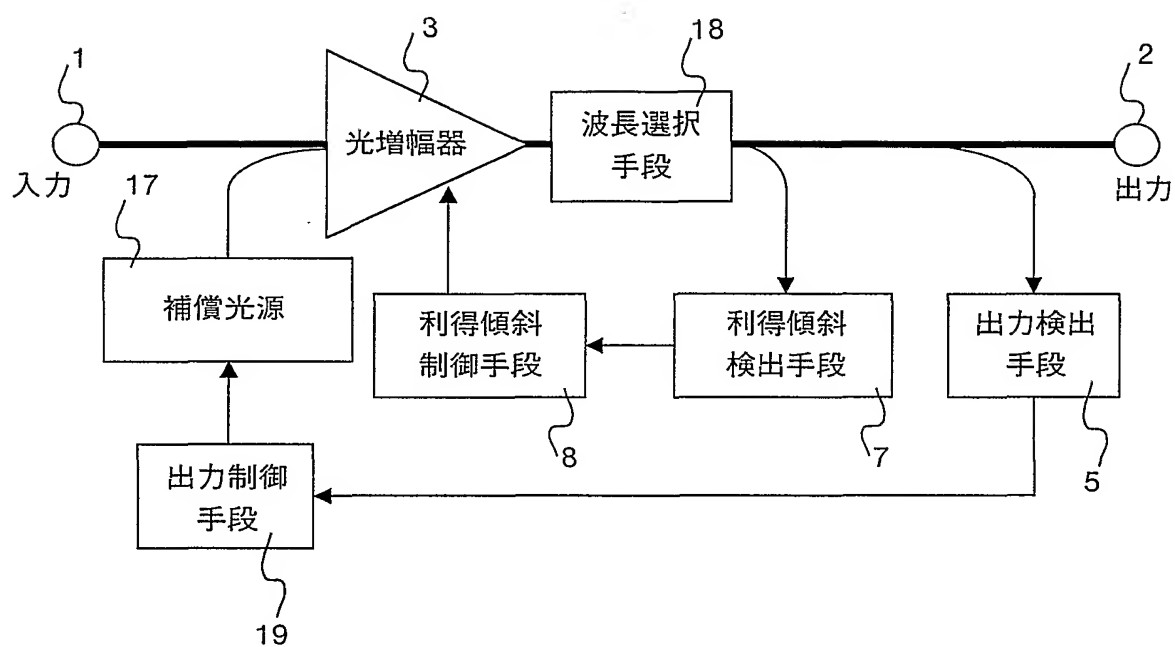 1
入力
3
光増幅器
18
波長選択
手段
2
出力
17
補償光源
利得傾斜
制御手段
8
利得傾斜
検出手段
7
出力検出
手段
5
出力制御
手段
19